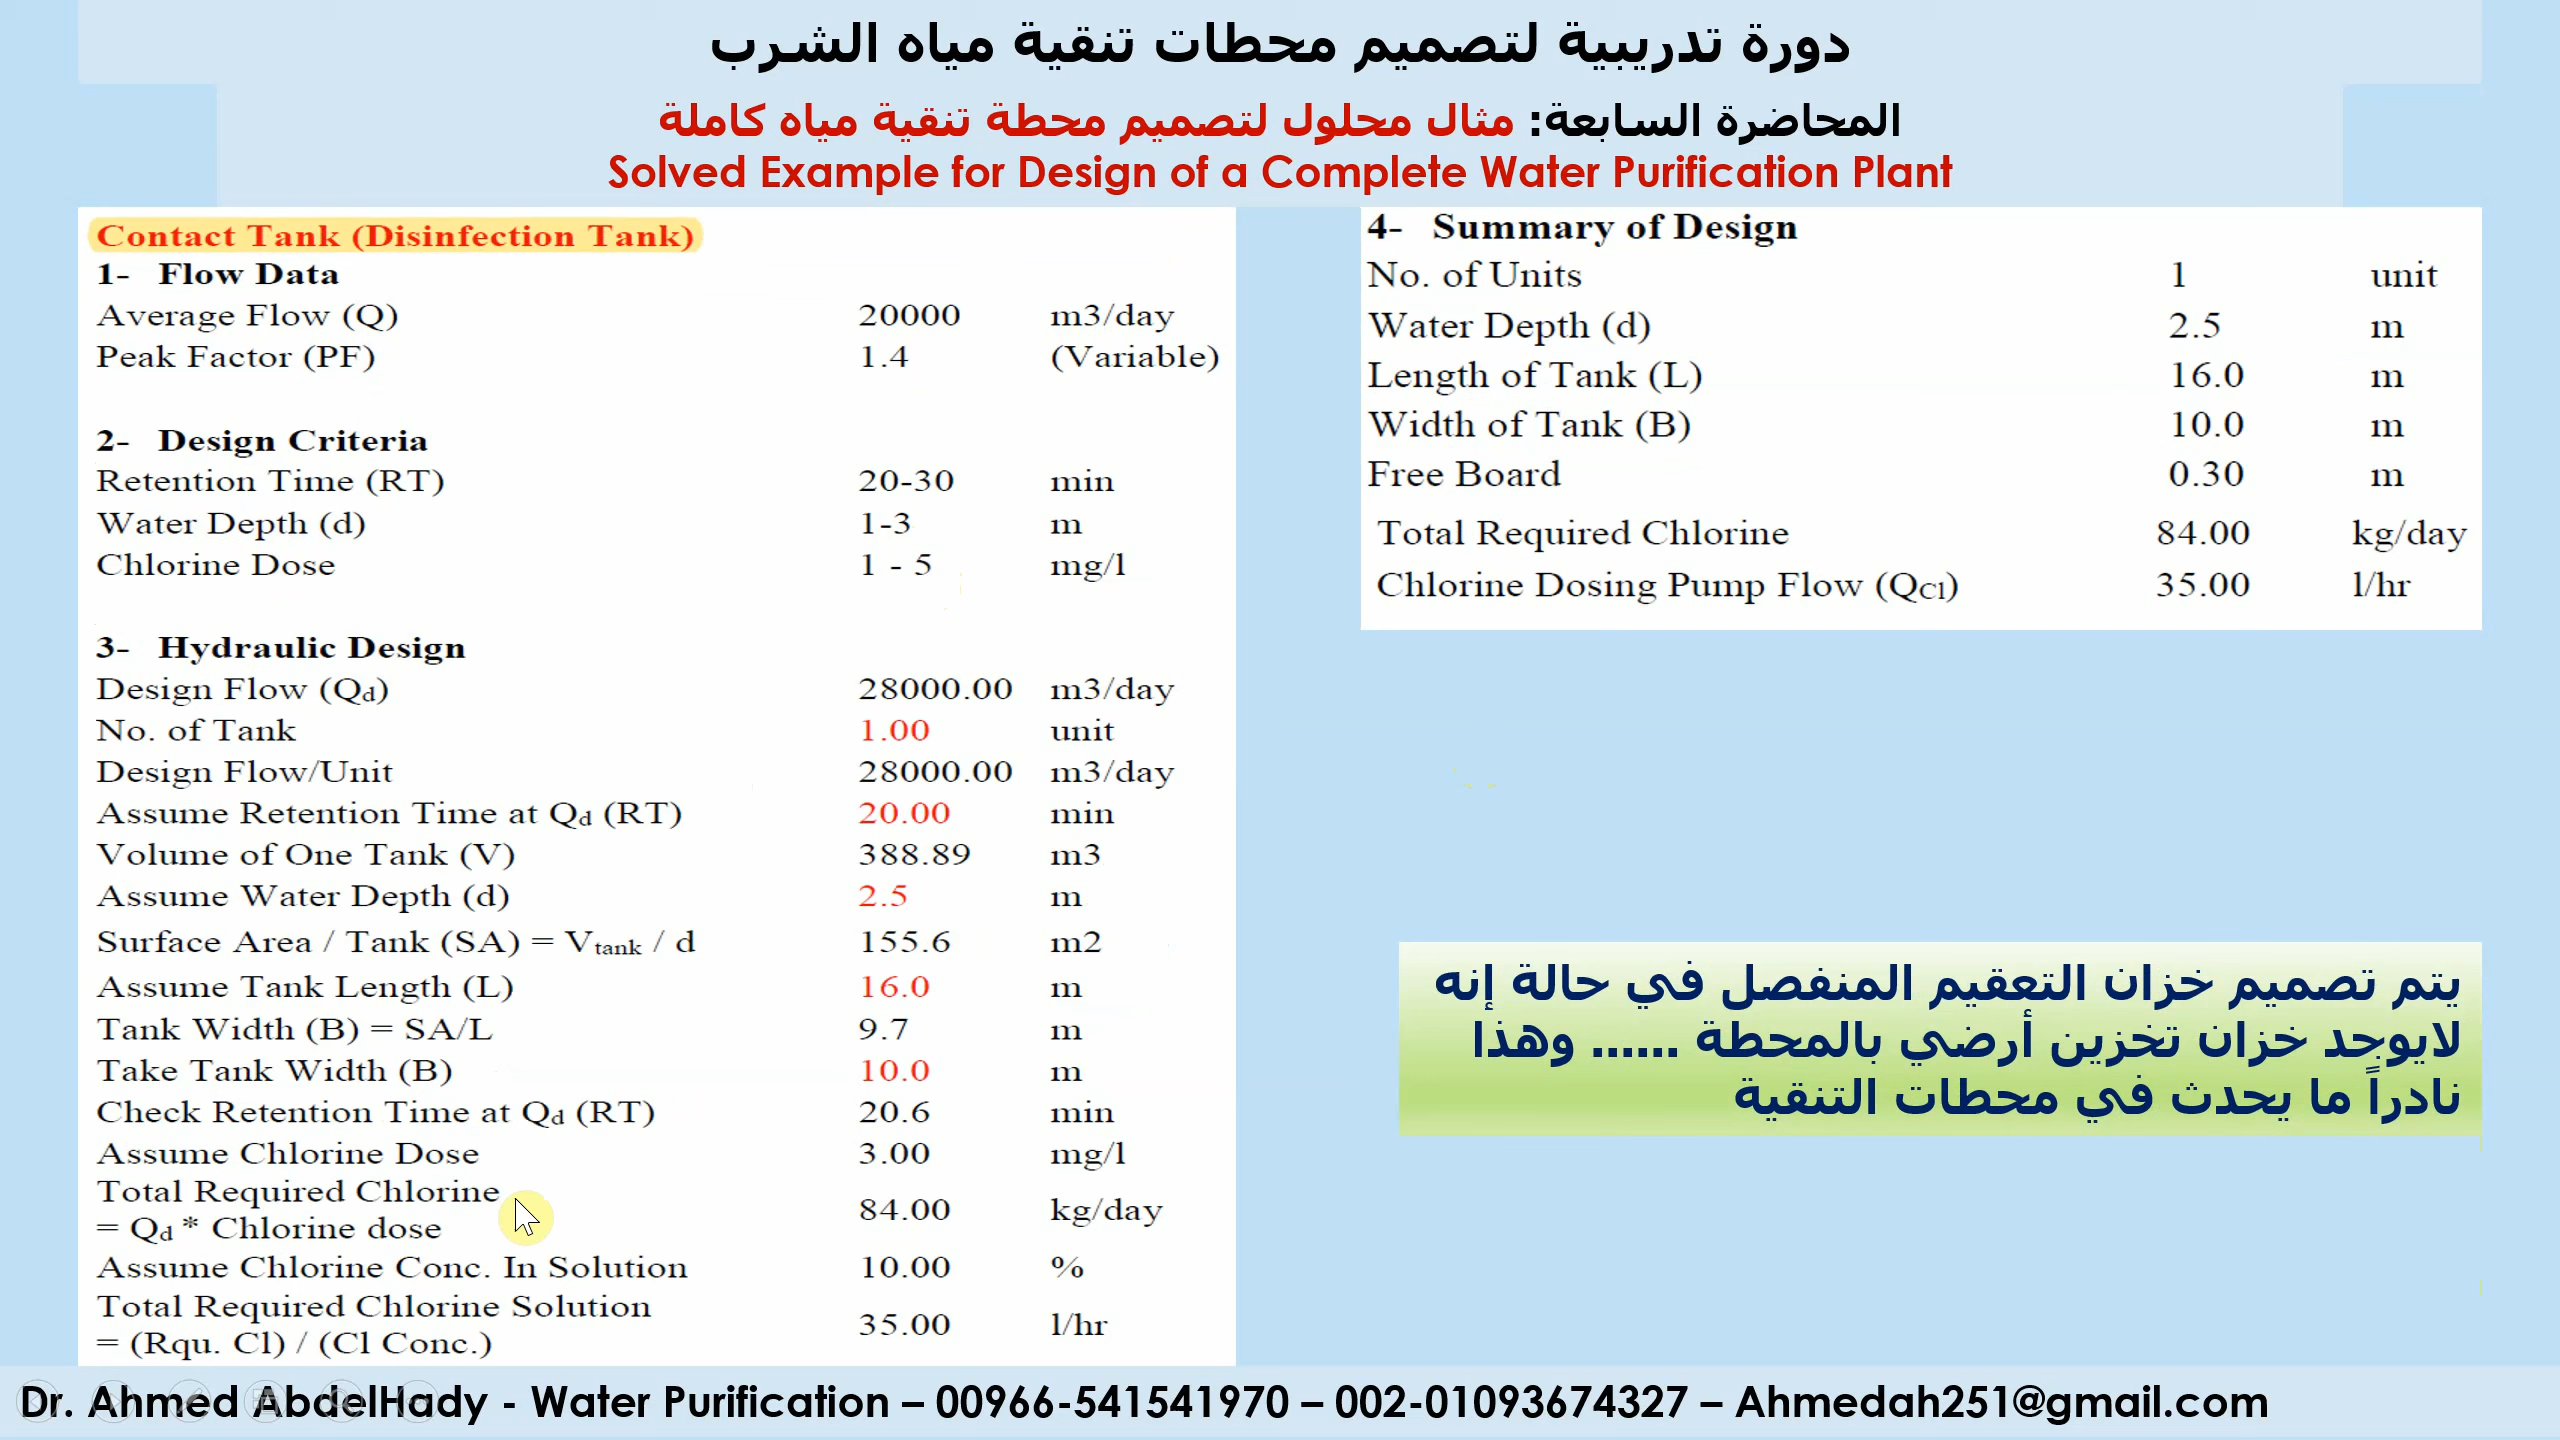 دورة تدريبية لتصميم محطات تنقية مياه الشرب
المحاضرة السابعة: مثال محلول لتصميم محطة تنقية مياه كاملة
Solved Example for Design of a Complete Water Purification Plant
Contact Tank (Disinfection Tank)
1- Flow Data
Average Flow (Q) 20000 m3/day
Peak Factor (PF) 1.4 (Variable)
2- Design Criteria
Retention Time (RT) 20-30 min
Water Depth (d) 1-3 m
Chlorine Dose 1 - 5 mg/l
3- Hydraulic Design
Design Flow (Qd) 28000.00 m3/day
No. of Tank 1.00 unit
Design Flow/Unit 28000.00 m3/day
Assume Retention Time at Qd (RT) 20.00 min
Volume of One Tank (V) 388.89 m3
Assume Water Depth (d) 2.5 m
Surface Area / Tank (SA) = Vtank / d 155.6 m2
Assume Tank Length (L) 16.0 m
Tank Width (B) = SA/L 9.7 m
Take Tank Width (B) 10.0 m
Check Retention Time at Qd (RT) 20.6 min
Assume Chlorine Dose 3.00 mg/l
Total Required Chlorine
= Qd * Chlorine dose 84.00 kg/day
Assume Chlorine Conc. In Solution 10.00 %
Total Required Chlorine Solution
= (Rqu. Cl) / (Cl Conc.) 35.00 l/hr
4- Summary of Design
No. of Units 1 unit
Water Depth (d) 2.5 m
Length of Tank (L) 16.0 m
Width of Tank (B) 10.0 m
Free Board 0.30 m
Total Required Chlorine 84.00 kg/day
Chlorine Dosing Pump Flow (QCl) 35.00 l/hr
يتم تصميم خزان التعقيم المنفصل في حالة إنه
لايوجد خزان تخزين أرضي بالمحطة ...... وهذا
نادراً ما يحدث في محطات التنقية
Dr. Ahmed AbdelHady - Water Purification – 00966-541541970 – 002-01093674327 – Ahmedah251@gmail.com